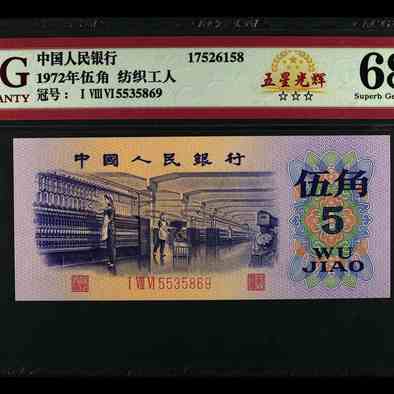 G
ANTY
中国人民银行 17526158
1972年伍角 纺织工人
冠号： I VIII VI 5535869
五星光辉
☆☆☆
68
Superb Ge
中國人民銀行
伍角
5
WU
JIAO
I VIII VI 5535869